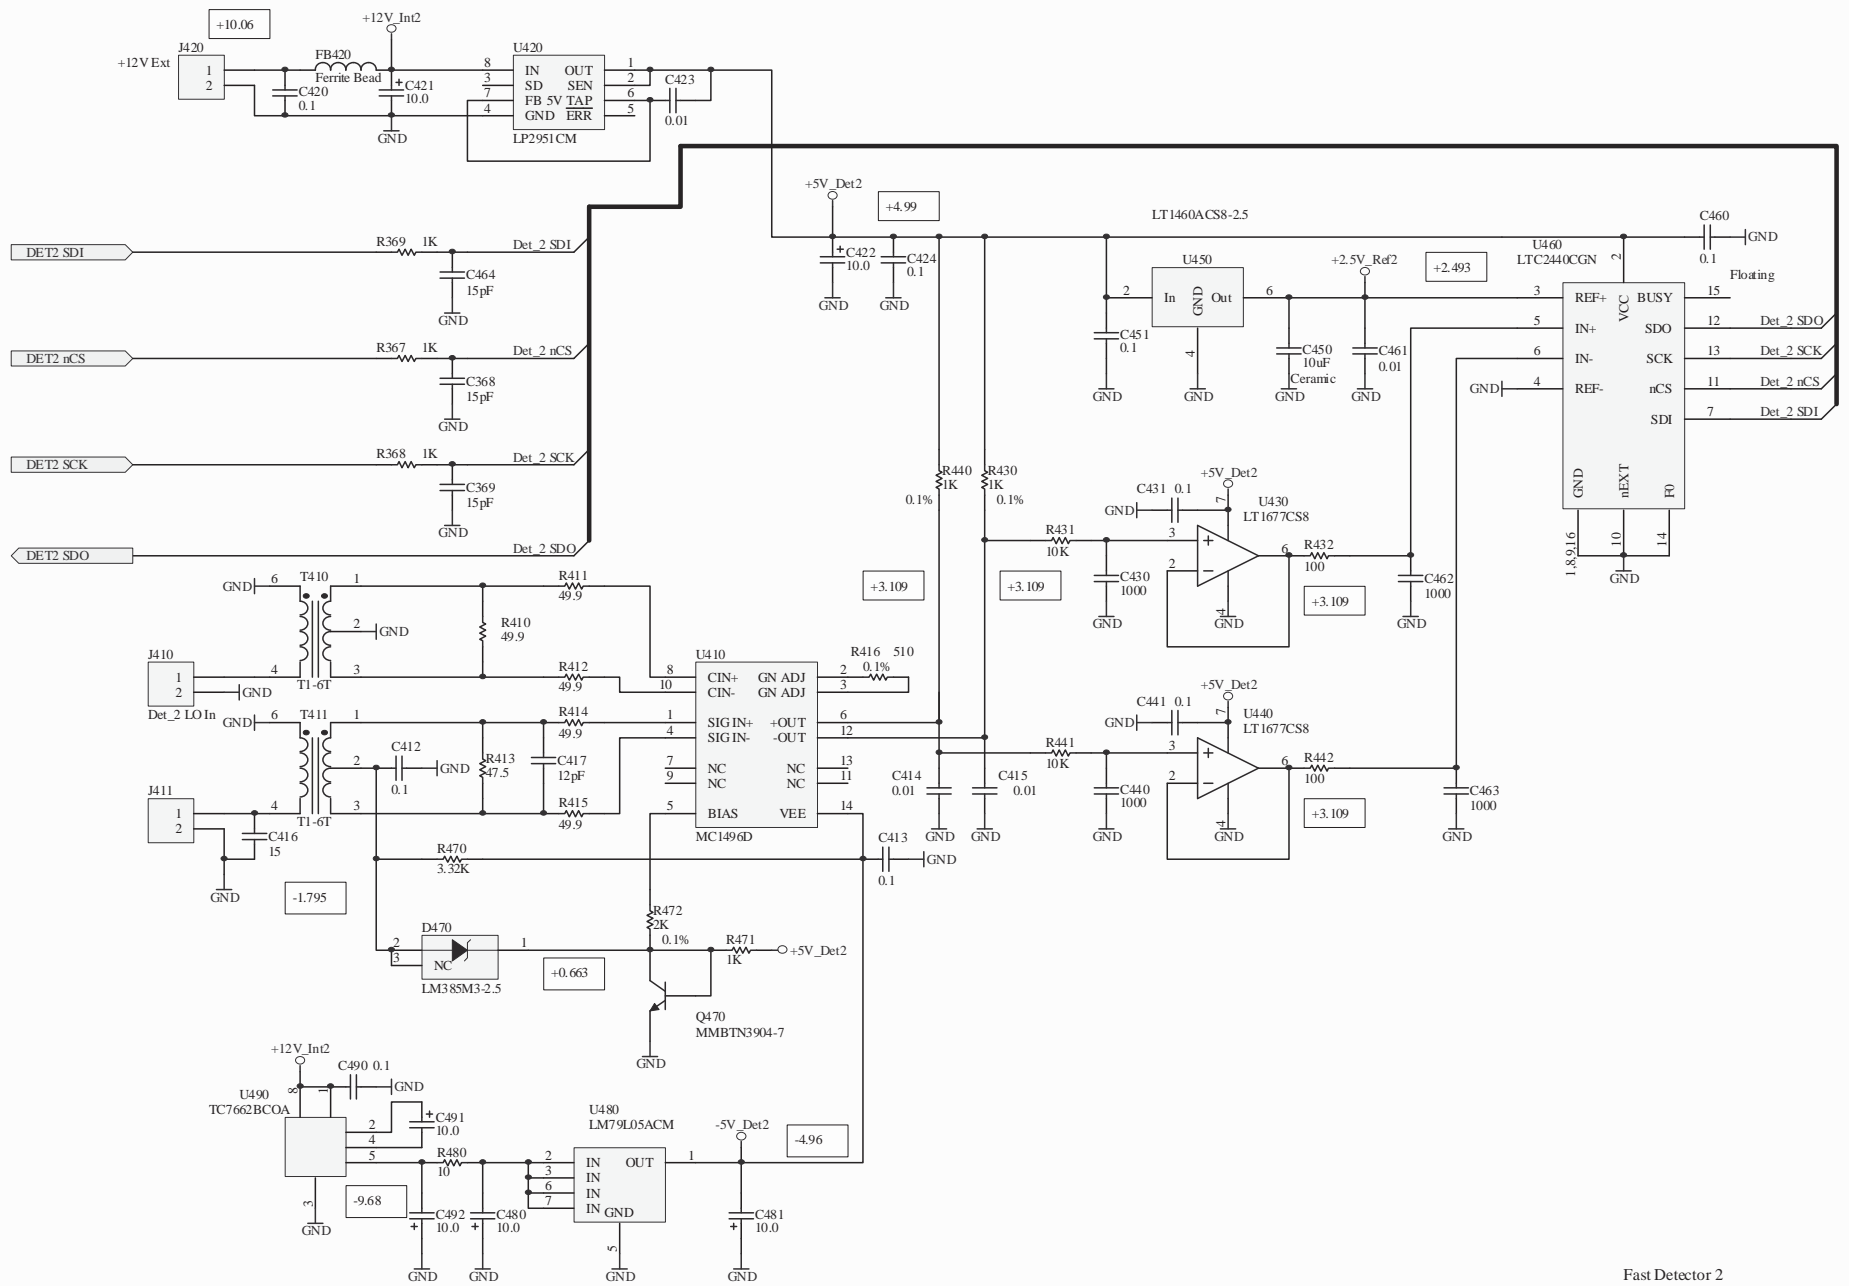 +10.06
+12V_Int2
J420
+12V Ext
1
2
FB420
Ferrite Bead
C420
0.1
C421
10.0
GND
U420
8
3
7
4
IN
SD
FB
GND
OUT
SEN
5V TAP
ERR
1
2
6
5
LP2951CM
C423
0.01
+5V_Det2
+4.99
C422
10.0
GND
C424
0.1
GND
LT1460ACS8-2.5
U450
2
In
GND
Out
6
4
GND
C451
0.1
GND
C450
10uF
Ceramic
GND
+2.5V_Ref2
C461
0.01
GND
+2.493
C460
0.1
GND
U460
LTC2440CGN
Floating
2
VCC
3
REF+
5
IN+
6
IN-
GND
4
REF-
BUSY
15
SDO
12
Det_2 SDO
SCK
13
Det_2 SCK
nCS
11
Det_2 nCS
SDI
7
Det_2 SDI
GND
nEXT
F0
1,8,9,16
10
14
GND
DET2 SDI
R369 1K
Det_2 SDI
C464
15pF
GND
DET2 nCS
R367 1K
Det_2 nCS
C368
15pF
GND
DET2 SCK
R368 1K
Det_2 SCK
C369
15pF
GND
DET2 SDO
Det_2 SDO
R440
1K
0.1%
R430
1K
0.1%
+3.109
+3.109
R431
10K
C430
1000
GND
C431 0.1
GND
+5V_Det2
7
U430
LT1677CS8
3
2
6
4
GND
R432
100
+3.109
C462
1000
GND
GND
6
T410
1
2
GND
4
3
T1-6T
J410
1
2
GND
Det_2 LO In
R411
49.9
R410
49.9
R412
49.9
GND
6
T411
1
2
4
3
T1-6T
C412
0.1
GND
R413
47.5
R414
49.9
C417
12pF
R415
49.9
J411
1
2
C416
15
GND
U410
8
10
1
4
7
9
5
CIN+
CIN-
SIG IN+
SIG IN-
NC
NC
BIAS
GN ADJ
GN ADJ
+OUT
-OUT
NC
NC
VEE
2
3
6
12
13
11
14
MC1496D
R416 510
0.1%
C414
0.01
GND
C415
0.01
GND
R441
10K
C440
1000
GND
C441 0.1
GND
+5V_Det2
7
U440
LT1677CS8
3
2
6
4
GND
R442
100
+3.109
C463
1000
GND
C413
0.1
GND
R470
3.32K
-1.795
D470
2
3
NC
1
LM385M3-2.5
+0.663
R472
2K
0.1%
R471
1K
+5V_Det2
Q470
MMBTN3904-7
GND
+12V_Int2
C490 0.1
GND
8
1
U490
TC7662BCOA
2
4
5
3
GND
C491
10.0
R480
10
-9.68
C492
10.0
GND
C480
10.0
GND
U480
LM79L05ACM
2
3
6
7
IN
IN
IN
IN
OUT
GND
1
5
GND
-5V_Det2
-4.96
C481
10.0
GND
Fast Detector 2